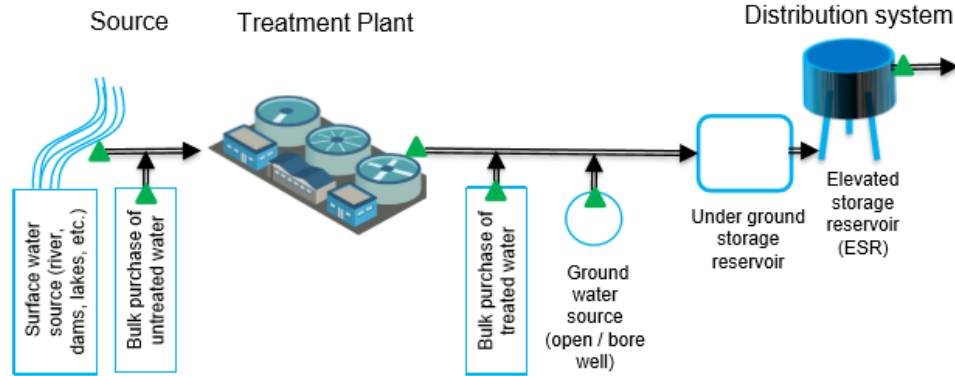 Source
Treatment Plant
Distribution system
Surface water
source (river,
dams, lakes, etc.)
Bulk purchase of
untreated water
Bulk purchase of
treated water
Ground
water
source
(open / bore
well)
Under ground
storage
reservoir
Elevated
storage
reservoir
(ESR)